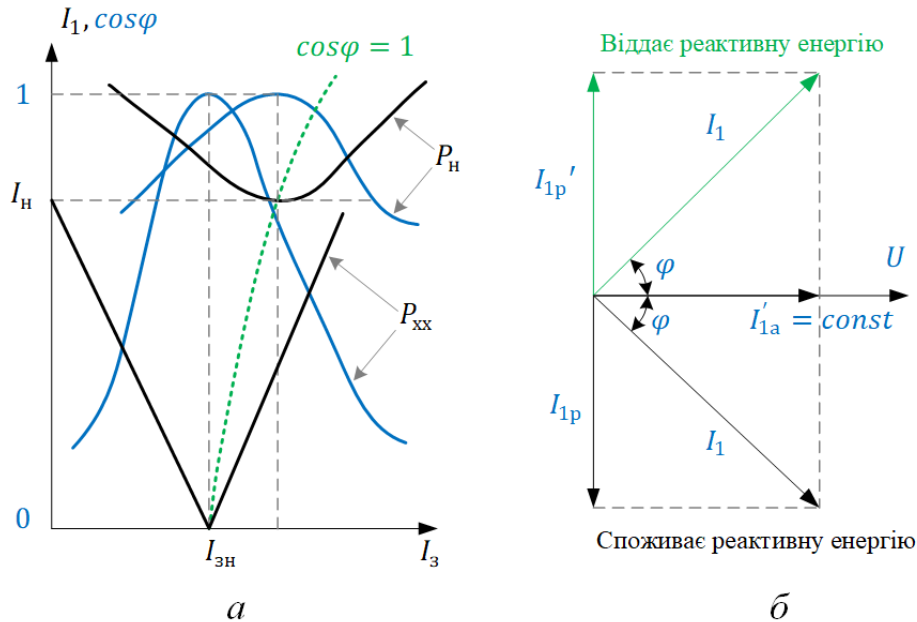 I₁, cosφ
cosφ = 1
1
Pн
Iн
Pхх
0
Iзн
Iз
а
Віддає реактивну енергію
I₁
I₁р′
φ
U
φ
I′₁а = const
I₁р
I₁
Споживає реактивну енергію
б